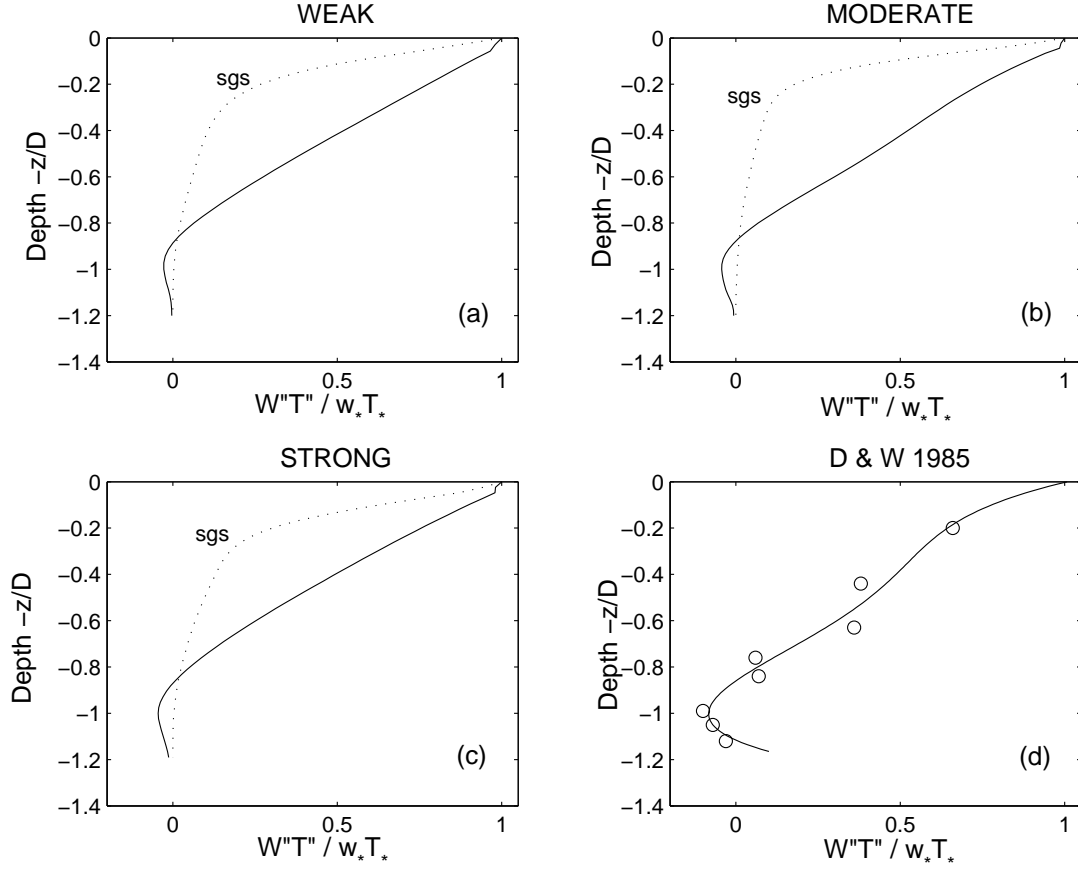 WEAK
0
−0.2
−0.4
−0.6
−0.8
−1
−1.2
−1.4
Depth −z/D
sgs
(a)
0 0.5 1
W"T" / w*T*
MODERATE
0
−0.2
−0.4
−0.6
−0.8
−1
−1.2
−1.4
Depth −z/D
sgs
(b)
0 0.5 1
W"T" / w*T*
STRONG
0
−0.2
−0.4
−0.6
−0.8
−1
−1.2
−1.4
Depth −z/D
sgs
(c)
0 0.5 1
W"T" / w*T*
D & W 1985
0
−0.2
−0.4
−0.6
−0.8
−1
−1.2
−1.4
Depth −z/D
(d)
0 0.5 1
W"T" / w*T*